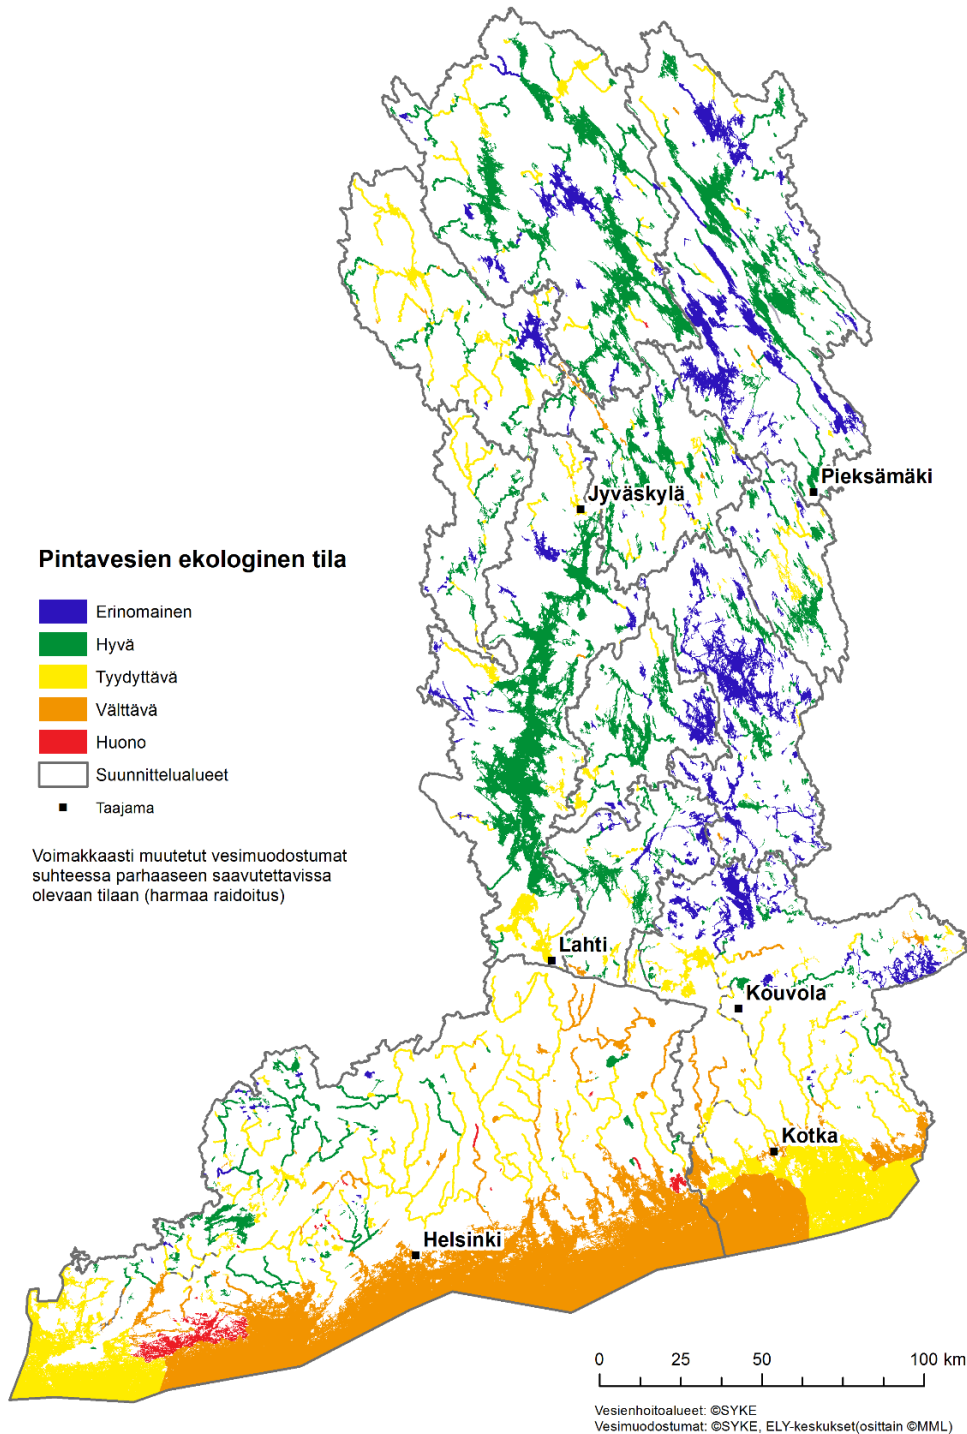 Pieksämäki
Jyväskylä
Pintavesien ekologinen tila
Erinomainen
Hyvä
Tyydyttävä
Välttävä
Huono
Suunnittelualueet
Taajama
Voimakkaasti muutetut vesimuodostumat
suhteessa parhaaseen saavutettavissa
olevaan tilaan (harmaa raidoitus)
Lahti
Kouvola
Kotka
Helsinki
0 25 50 100 km
Vesienhoitoalueet: ©SYKE
Vesimuodostumat: ©SYKE, ELY-keskukset(osittain ©MML)